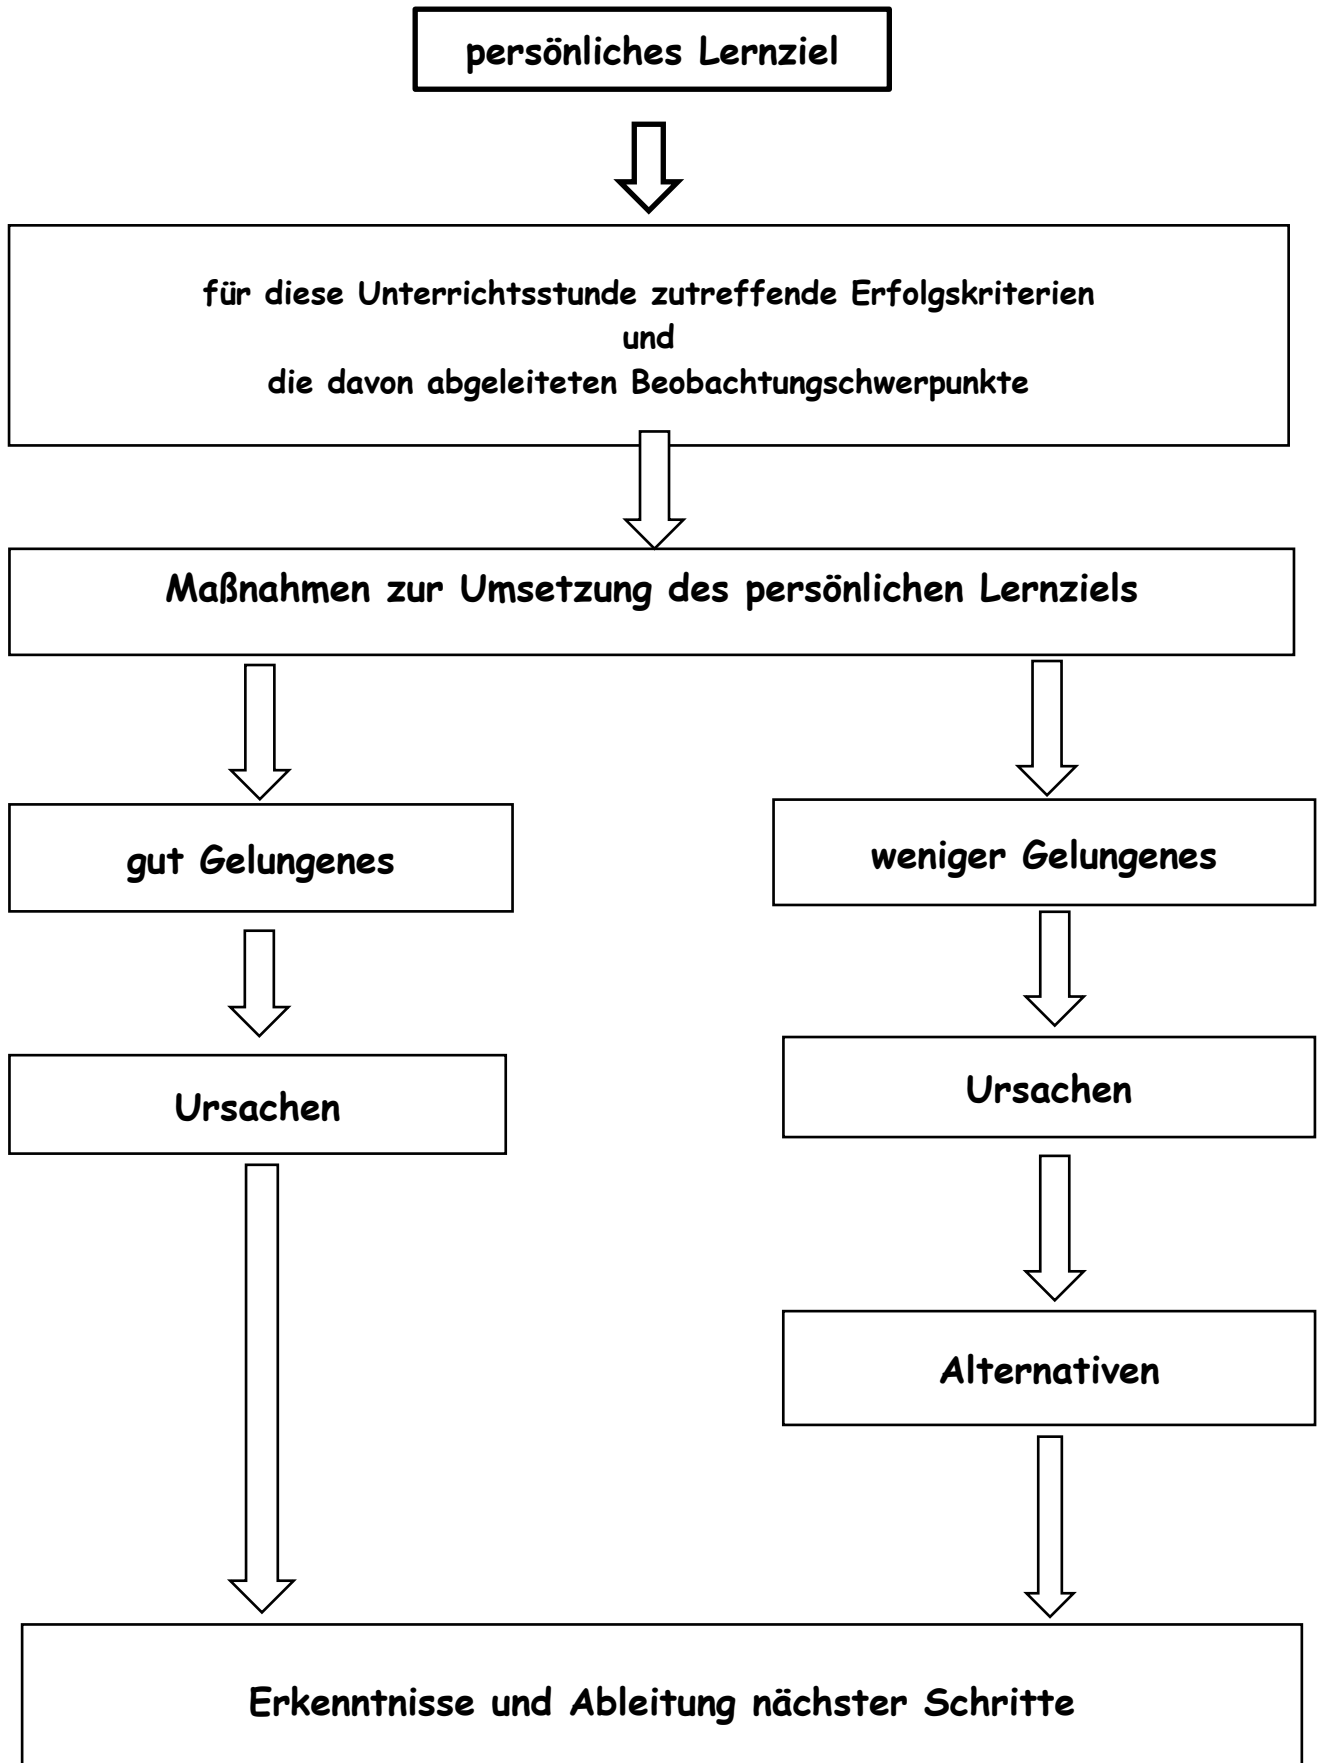 persönliches Lernziel
für diese Unterrichtsstunde zutreffende Erfolgskriterien
und
die davon abgeleiteten Beobachtungschwerpunkte
Maßnahmen zur Umsetzung des persönlichen Lernziels
gut Gelungenes
weniger Gelungenes
Ursachen
Ursachen
Alternativen
Erkenntnisse und Ableitung nächster Schritte